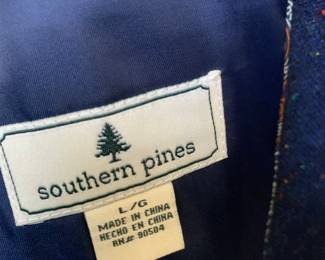 southern pines
L/G
MADE IN CHINA
HECHO EN CHINA
RN# 90504